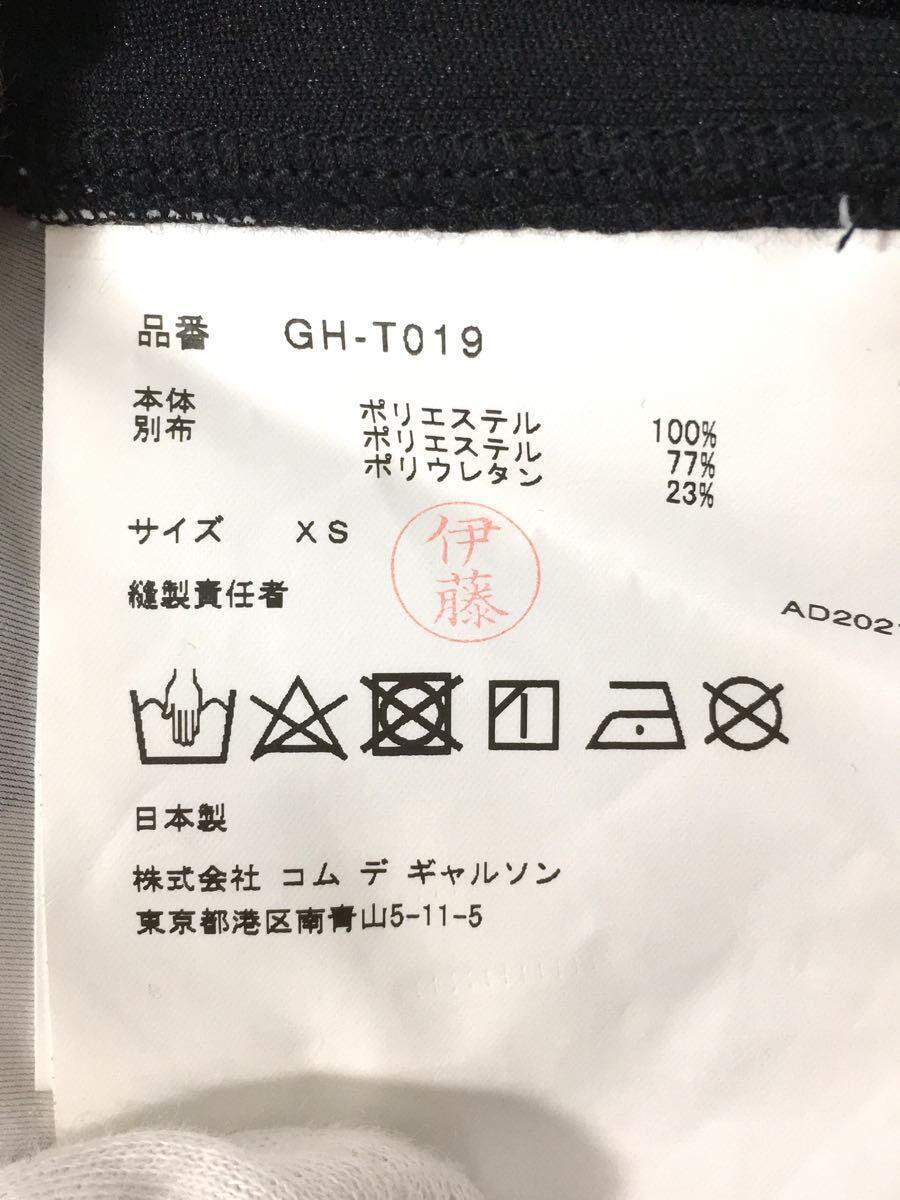 品番 GH-T019
本体 ポリエステル 100%
別布 ポリエステル 77%
ポリウレタン 23%
サイズ XS
伊藤
縫製責任者
AD2021
日本製
株式会社 コム デ ギャルソン
東京都港区南青山5-11-5